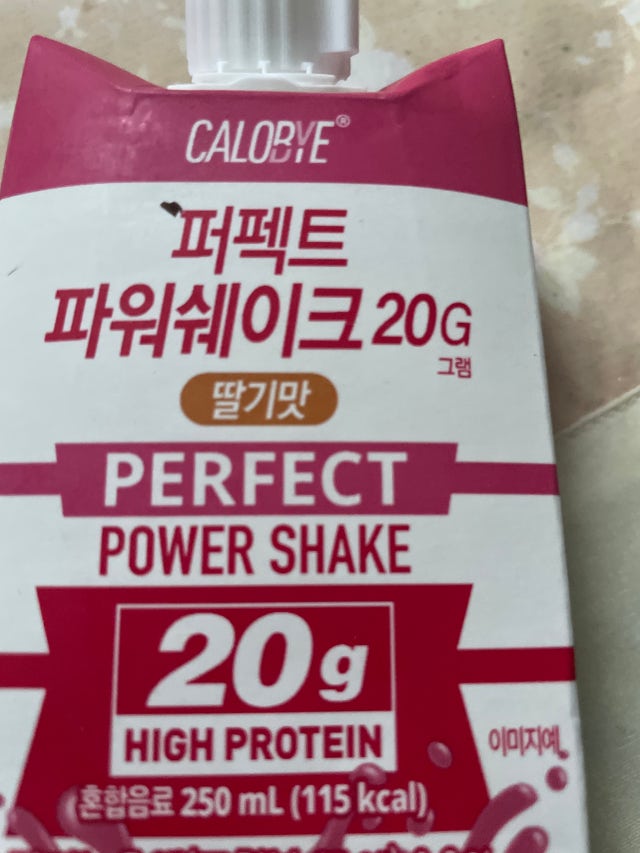 CALOBYE®
퍼펙트
파워쉐이크 20G
그램
딸기맛
PERFECT
POWER SHAKE
20g
HIGH PROTEIN
이미지예
혼합음료 250 mL (115 kcal)